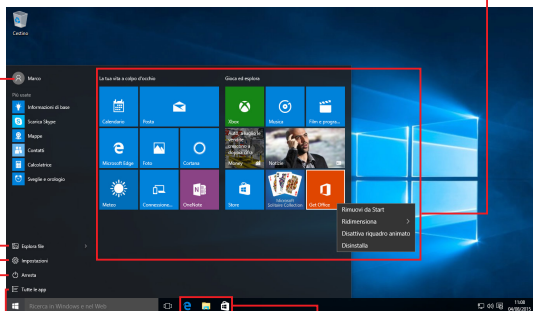 Cestino
Marco
Più usate
Informazioni di base
Scarica Skype
Mappe
Contatti
Calcolatrice
Sveglie e orologio
Esplora file
Impostazioni
Arresta
Tutte le app
La tua vita a colpo d'occhio
Calendario
Posta
Microsoft Edge
Foto
Cortana
Meteo
Connessione...
OneNote
Gioca ed esplora
Xbox
Musica
Film e progra...
Money
Notizie
Store
Microsoft
Solitaire Collection
Get Office
Rimuovi da Start
Ridimensiona
Disattiva riquadro animato
Disinstalla
Ricerca in Windows e nel Web
11:08
04/08/2015